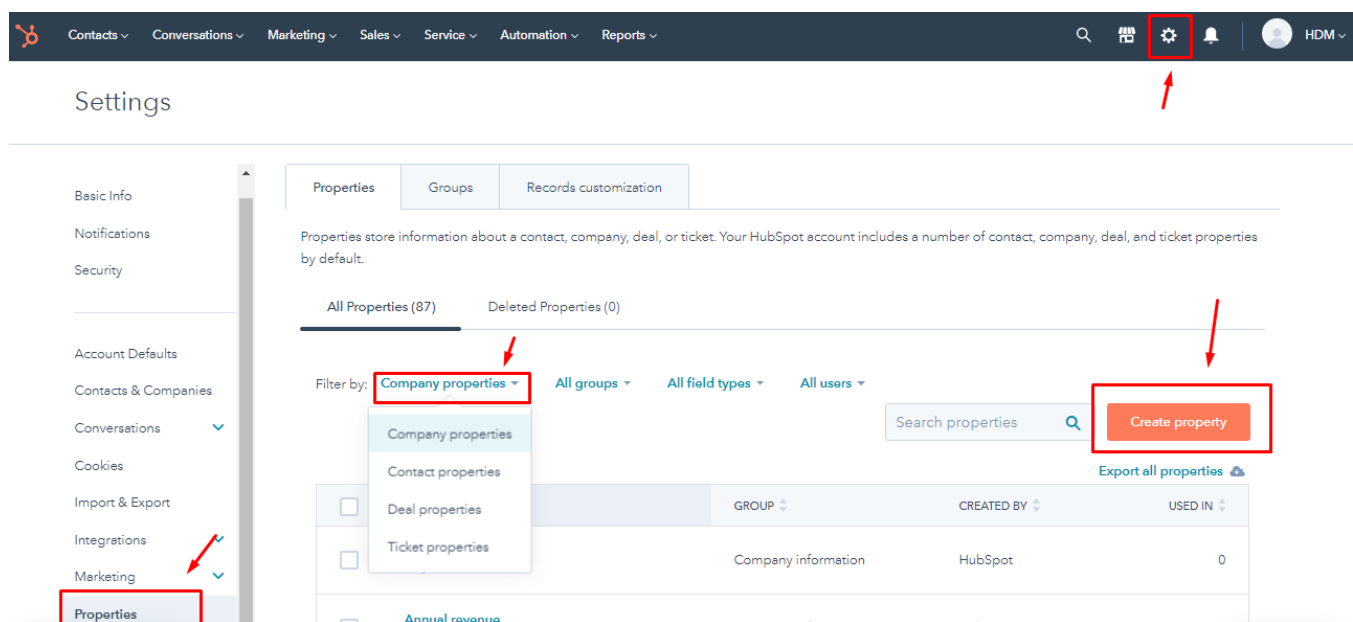 Contacts Conversations Marketing Sales Service Automation Reports HDM
Settings
Basic Info
Notifications
Security
Account Defaults
Contacts & Companies
Conversations
Cookies
Import & Export
Integrations
Marketing
Properties
Properties Groups Records customization
Properties store information about a contact, company, deal, or ticket. Your HubSpot account includes a number of contact, company, deal, and ticket properties
by default.
All Properties (87) Deleted Properties (0)
Filter by: Company properties All groups All field types All users
Company properties
Contact properties
Deal properties
Ticket properties
Search properties Create property
Export all properties
GROUP CREATED BY USED IN
Company information HubSpot 0
Annual revenue